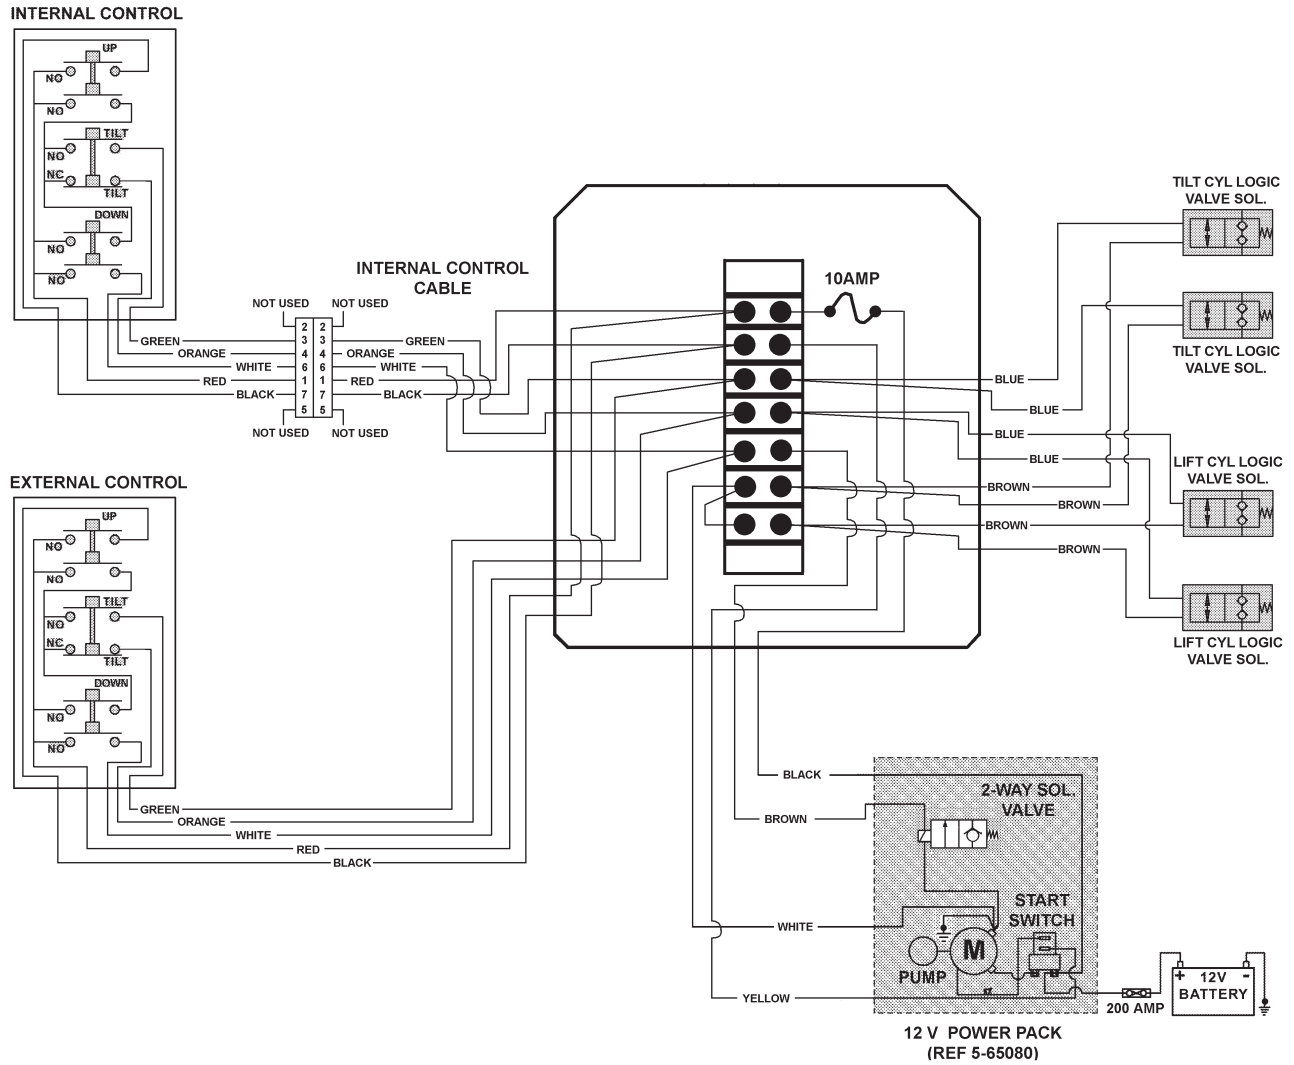 INTERNAL CONTROL
UP
NO
NO
TILT
NO
NC
TILT
DOWN
NO
NO
INTERNAL CONTROL
CABLE
NOT USED
NOT USED
2 2
GREEN 3 3 GREEN
ORANGE 4 4 ORANGE
WHITE 6 6 WHITE
RED 1 1 RED
BLACK 7 7 BLACK
5 5
NOT USED
NOT USED
10AMP
TILT CYL LOGIC
VALVE SOL.
TILT CYL LOGIC
VALVE SOL.
BLUE
BLUE
BLUE
BLUE
LIFT CYL LOGIC
VALVE SOL.
BROWN
BROWN
BROWN
BROWN
LIFT CYL LOGIC
VALVE SOL.
EXTERNAL CONTROL
UP
NO
NO
TILT
NO
NC
TILT
DOWN
NO
NO
GREEN
ORANGE
WHITE
RED
BLACK
BLACK
2-WAY SOL.
VALVE
BROWN
START
SWITCH
WHITE
M
PUMP
YELLOW
200 AMP
+ 12V -
BATTERY
12 V POWER PACK
(REF 5-65080)